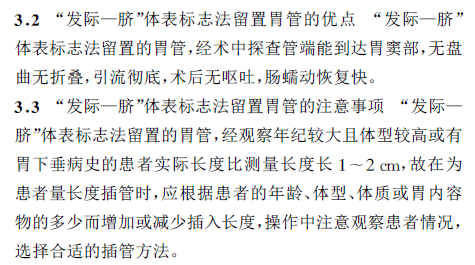 3.2 “发际—脐”体表标志法留置胃管的优点 “发际—脐”
体表标志法留置的胃管,经术中探查管端能到达胃窦部,无盘
曲无折叠,引流彻底,术后无呕吐,肠蠕动恢复快。
3.3 “发际—脐”体表标志法留置胃管的注意事项 “发际—
脐”体表标志法留置的胃管,经观察年纪较大且体型较高或有
胃下垂病史的患者实际长度比测量长度长 1～2 cm,故在为
患者量长度插管时,应根据患者的年龄、体型、体质或胃内容
物的多少而增加或减少插入长度,操作中注意观察患者情况,
选择合适的插管方法。